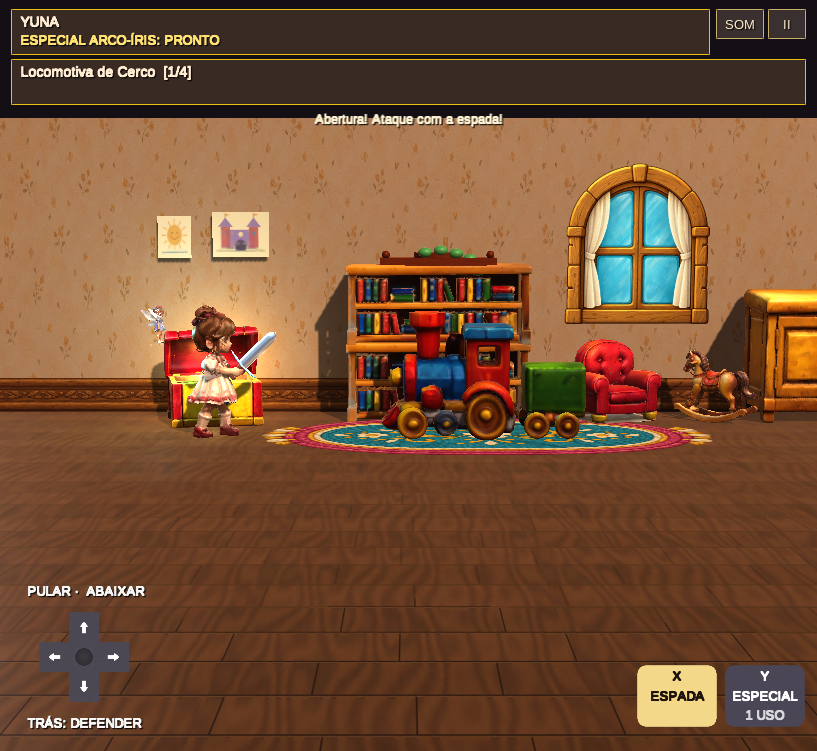 YUNA
ESPECIAL ARCO-ÍRIS: PRONTO
SOM
II
Locomotiva de Cerco [1/4]
Abertura! Ataque com a espada!
PULAR · ABAIXAR
TRÁS: DEFENDER
X
ESPADA
Y
ESPECIAL
1 USO